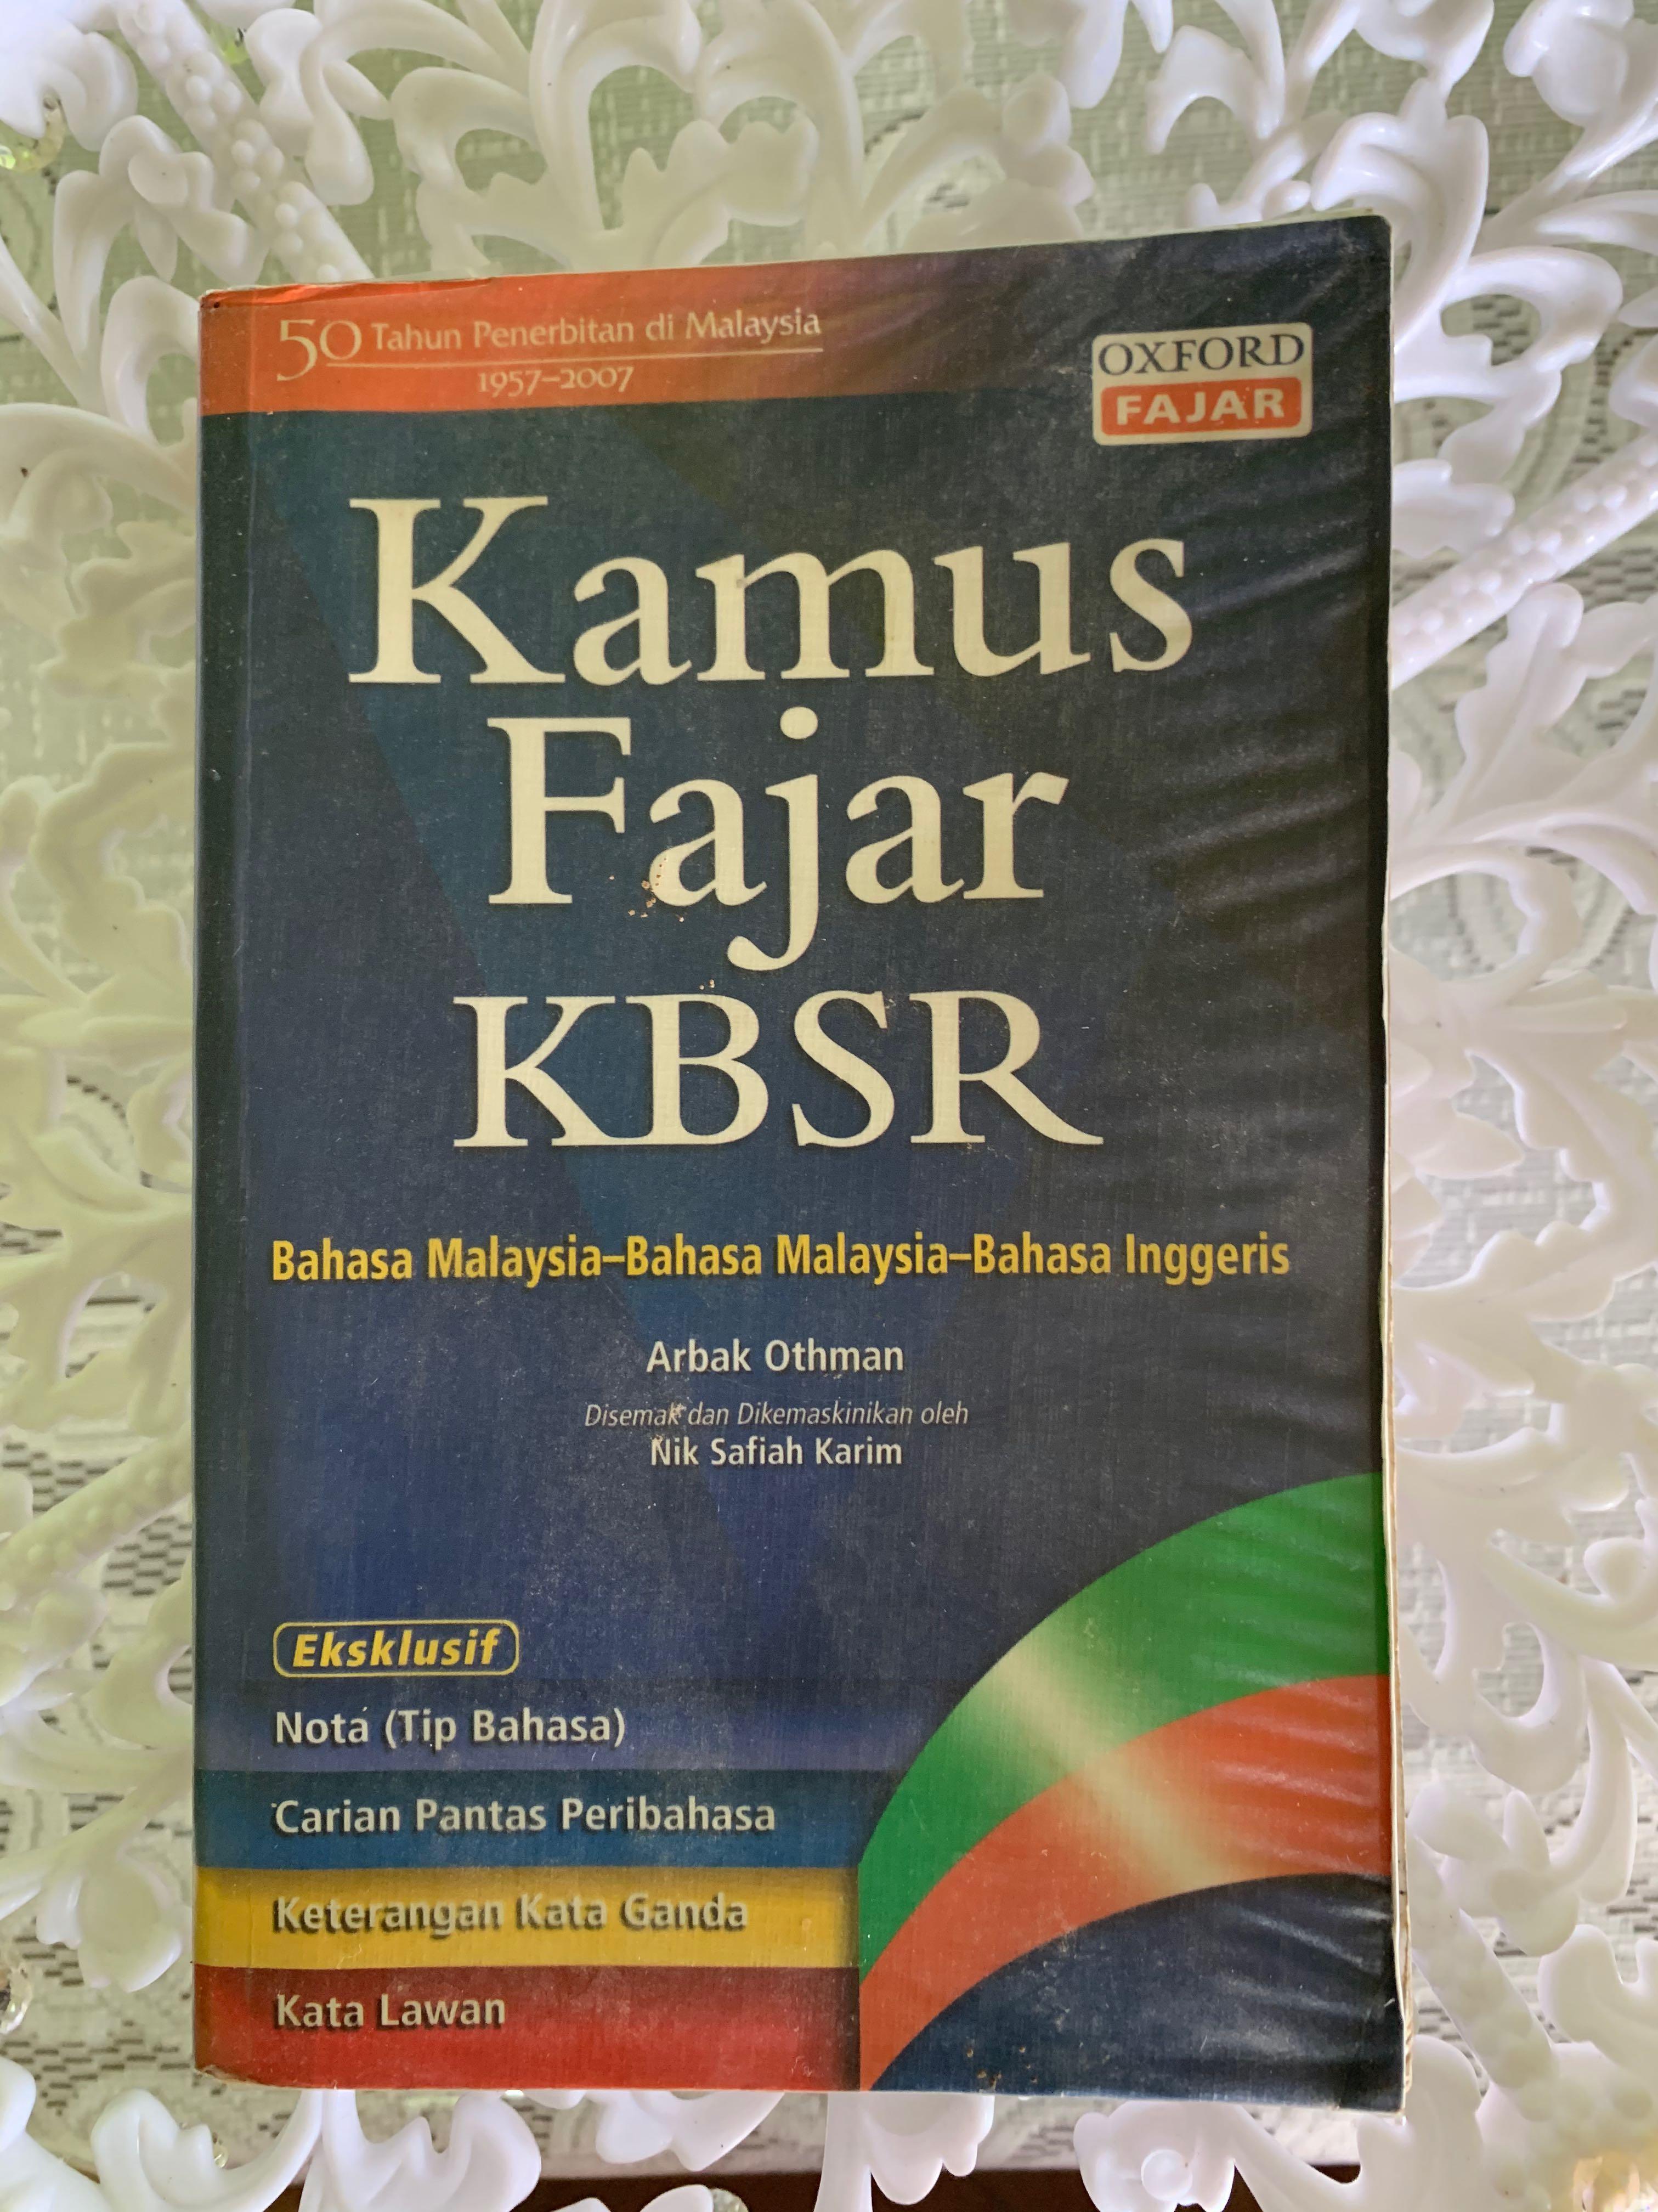 50 Tahun Penerbitan di Malaysia
1957–2007
OXFORD
FAJAR
Kamus
Fajar
KBSR
Bahasa Malaysia–Bahasa Malaysia–Bahasa Inggeris
Arbak Othman
Disemak dan Dikemaskinikan oleh
Nik Safiah Karim
Eksklusif
Nota (Tip Bahasa)
Carian Pantas Peribahasa
Keterangan Kata Ganda
Kata Lawan